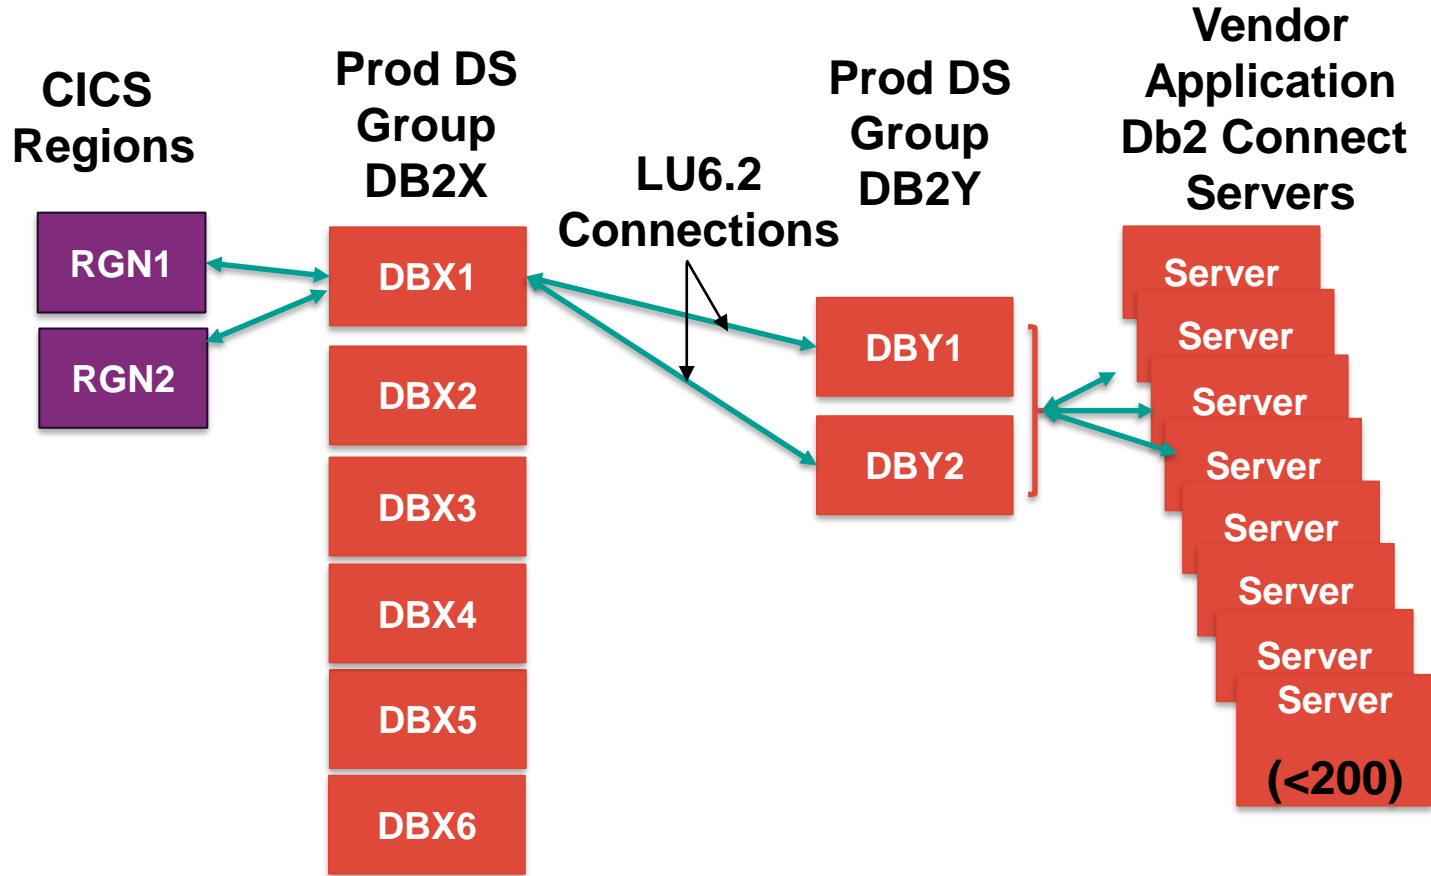 CICS
Regions
RGN1
RGN2
Prod DS
Group
DB2X
DBX1
DBX2
DBX3
DBX4
DBX5
DBX6
LU6.2
Connections
Prod DS
Group
DB2Y
DBY1
DBY2
Vendor
Application
Db2 Connect
Servers
Server
Server
Server
Server
Server
Server
Server
Server
(<200)